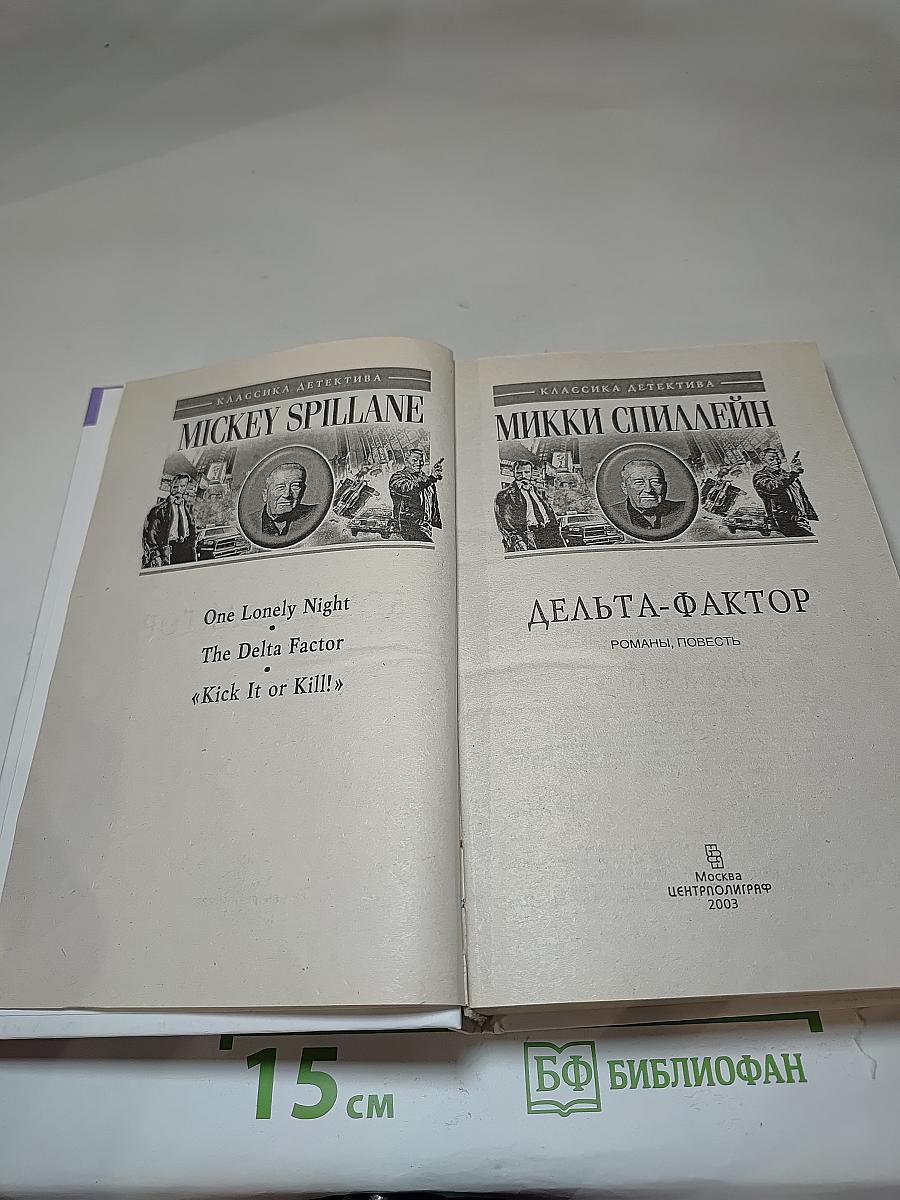 КЛАССИКА ДЕТЕКТИВА
MICKEY SPILLANE
One Lonely Night
•
The Delta Factor
•
«Kick It or Kill!»
КЛАССИКА ДЕТЕКТИВА
МИККИ СПИЛЛЕЙН
ДЕЛЬТА-ФАКТОР
РОМАНЫ, ПОВЕСТЬ
Москва
ЦЕНТРПОЛИГРАФ
2003
15 см
БФ БИБЛИОФАН